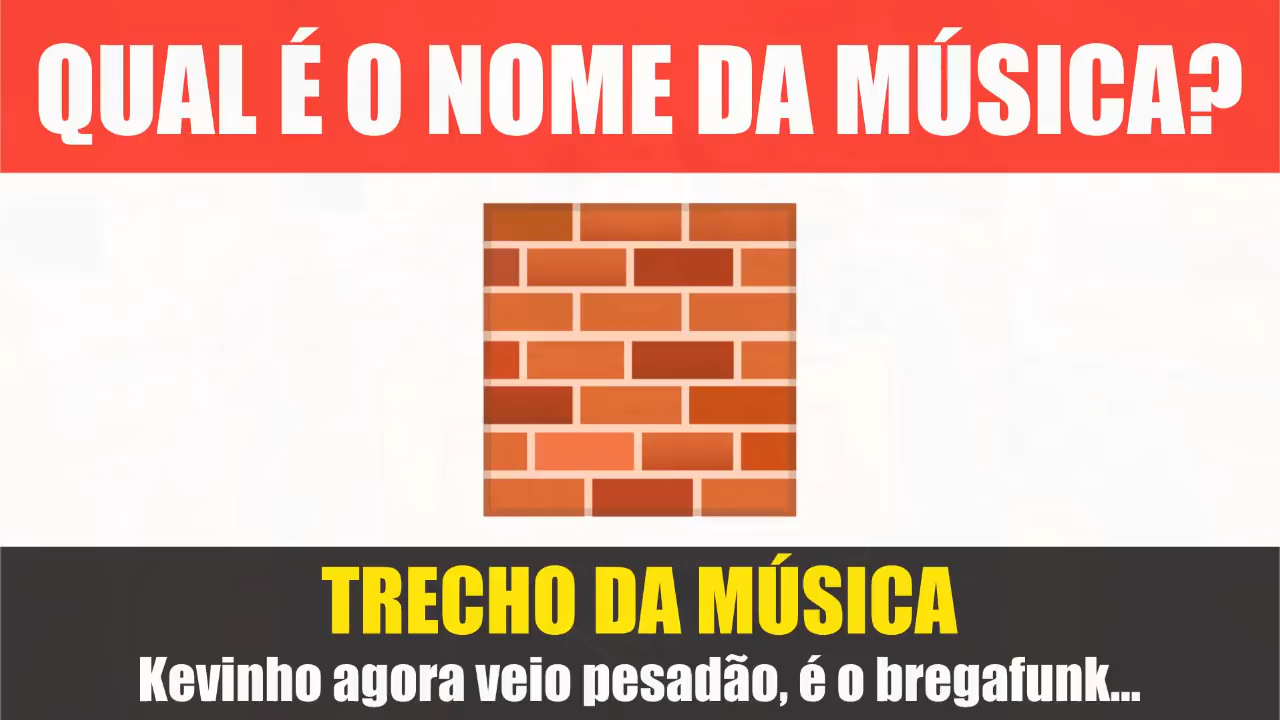 QUAL É O NOME DA MÚSICA?
TRECHO DA MÚSICA
Kevinho agora veio pesadão, é o bregafunk...